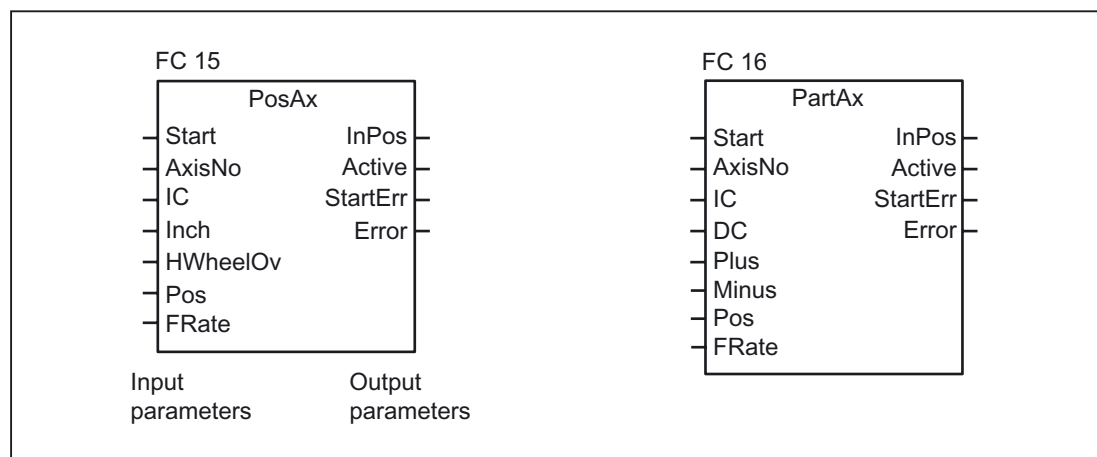 FC 15
PosAx
Start InPos
AxisNo Active
IC StartErr
Inch Error
HWheelOv
Pos
FRate
Input
parameters
Output
parameters
FC 16
PartAx
Start InPos
AxisNo Active
IC StartErr
DC Error
Plus
Minus
Pos
FRate